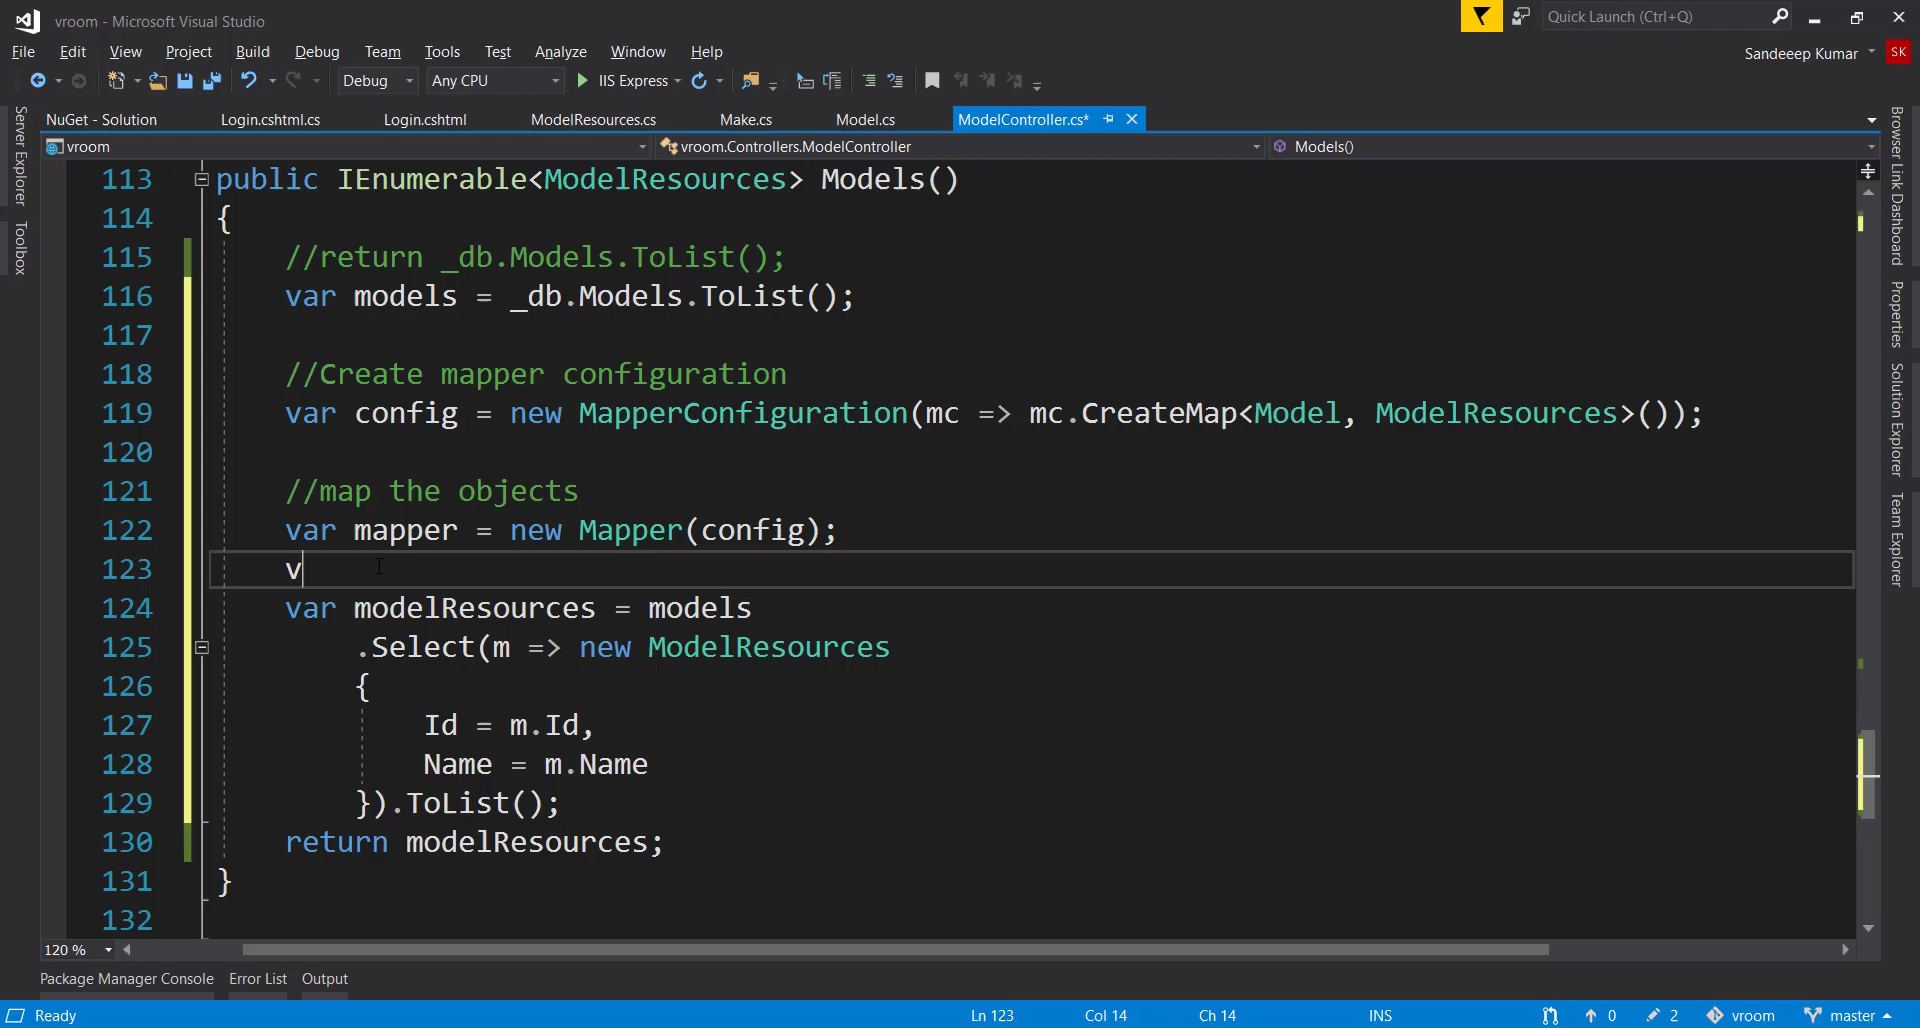 vroom - Microsoft Visual Studio
Quick Launch (Ctrl+Q)
File Edit View Project Build Debug Team Tools Test Analyze Window Help
Sandeeep Kumar SK
Debug Any CPU IIS Express
NuGet - Solution Login.cshtml.cs Login.cshtml ModelResources.cs Make.cs Model.cs ModelController.cs*
vroom vroom.Controllers.ModelController Models()
Server Explorer
Toolbox
113 public IEnumerable<ModelResources> Models()
114 {
115 //return _db.Models.ToList();
116 var models = _db.Models.ToList();
117
118 //Create mapper configuration
119 var config = new MapperConfiguration(mc => mc.CreateMap<Model, ModelResources>());
120
121 //map the objects
122 var mapper = new Mapper(config);
123 v
124 var modelResources = models
125 .Select(m => new ModelResources
126 {
127 Id = m.Id,
128 Name = m.Name
129 }).ToList();
130 return modelResources;
131 }
132
Browser Link Dashboard
Properties
Solution Explorer
Team Explorer
120 %
Package Manager Console Error List Output
Ready Ln 123 Col 14 Ch 14 INS 0 2 vroom master